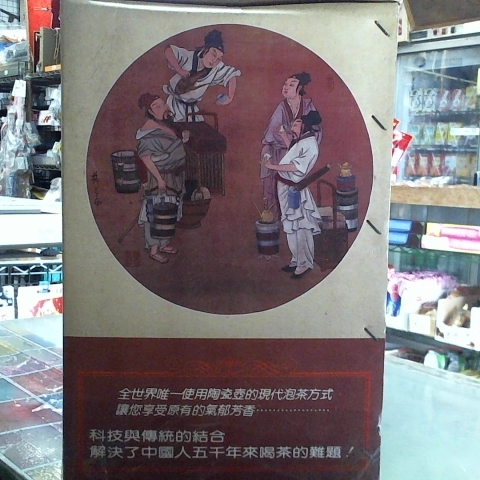 全世界唯一使用陶瓷壺的現代泡茶方式
讓您享受原有的氣郁芳香………………
科技與傳統的結合
解決了中國人五千年來喝茶的難題！